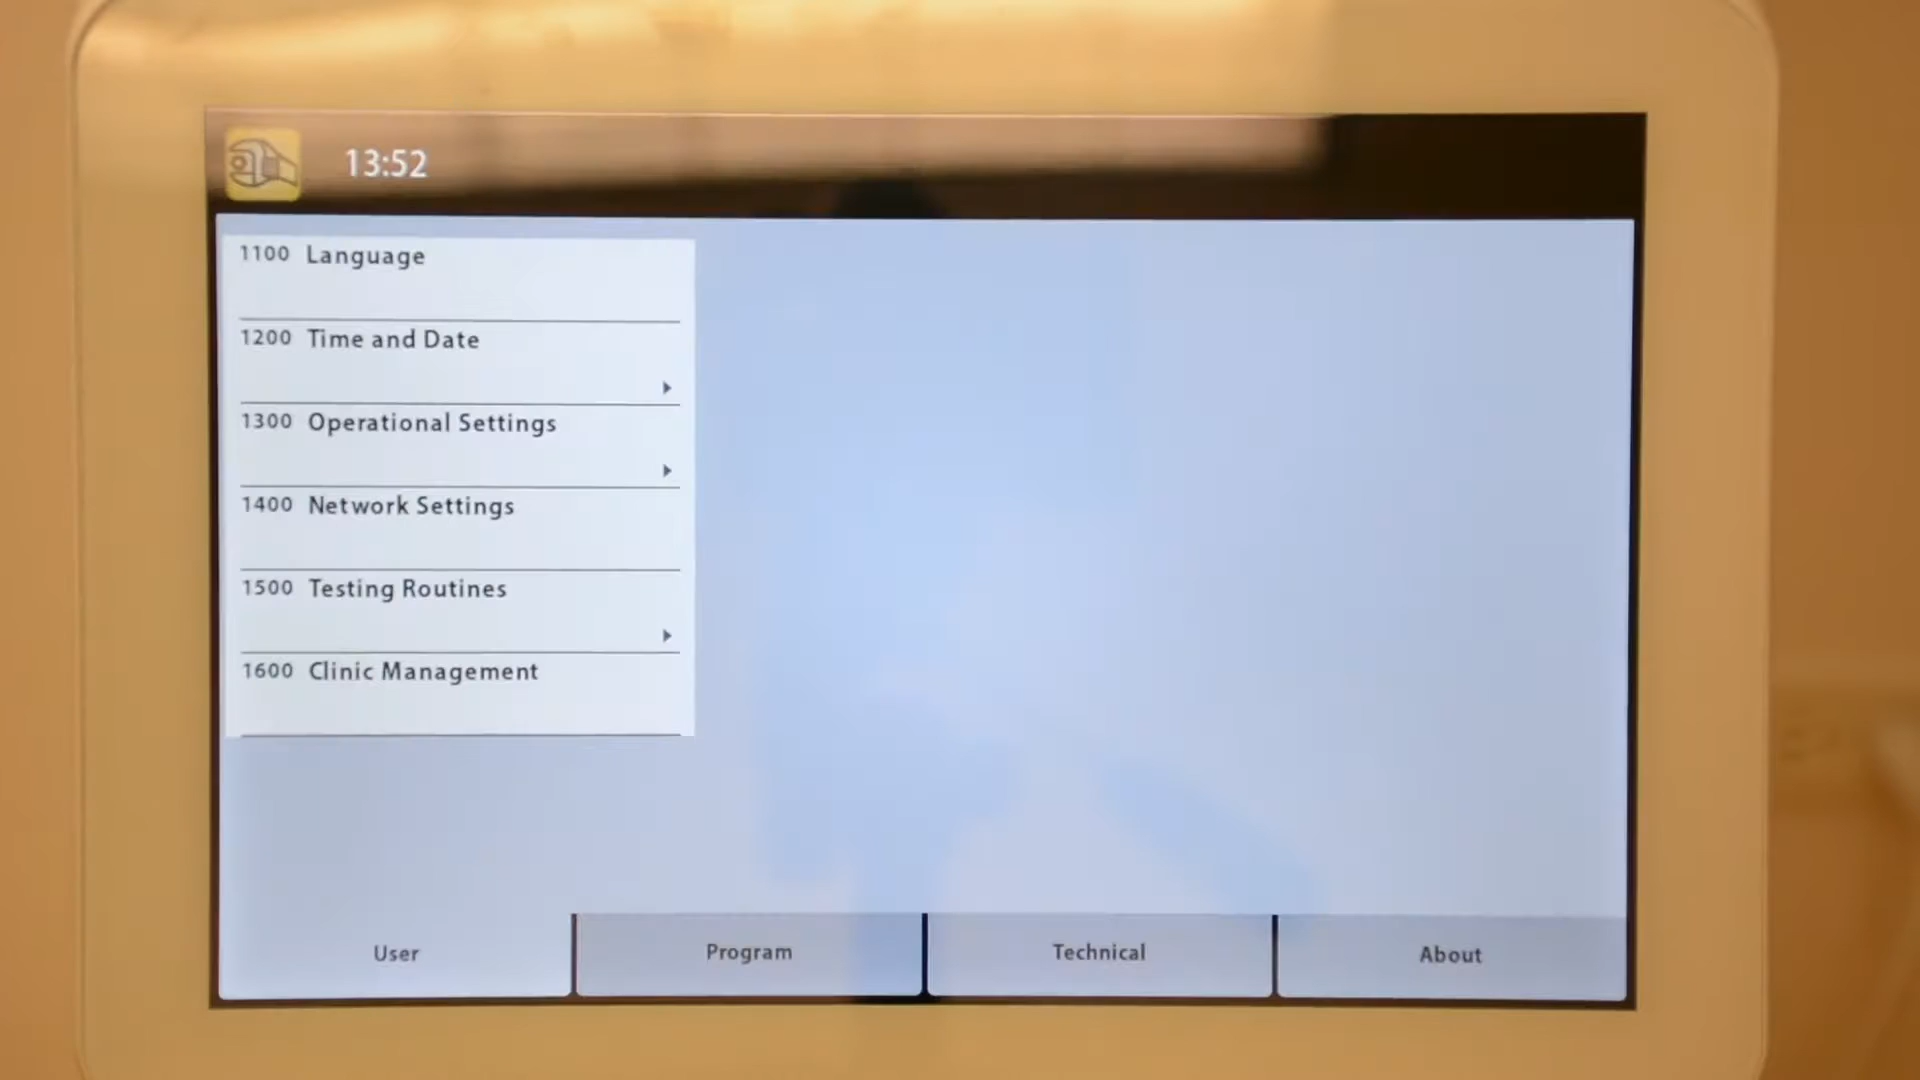 13:52
1100 Language
1200 Time and Date
1300 Operational Settings
1400 Network Settings
1500 Testing Routines
1600 Clinic Management
User Program Technical About